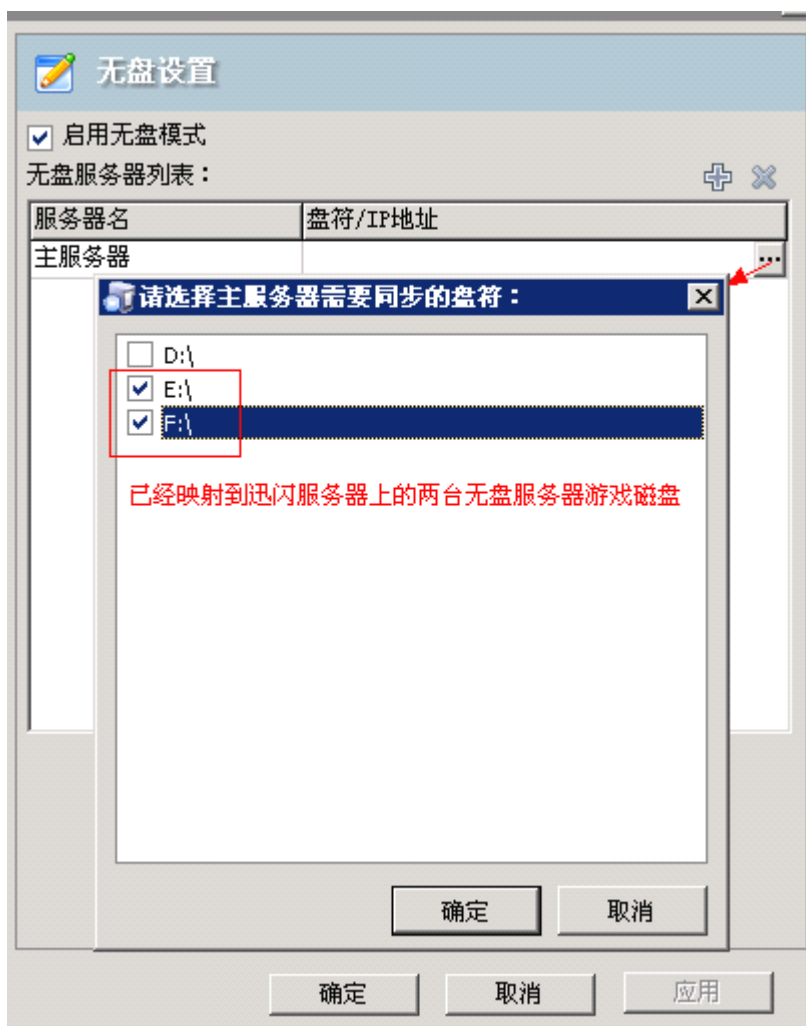 无盘设置
启用无盘模式
无盘服务器列表：
服务器名 盘符/IP地址
主服务器 ...
请选择主服务器需要同步的盘符：
D:\
E:\
F:\
已经映射到迅闪服务器上的两台无盘服务器游戏磁盘
确定 取消
确定 取消 应用